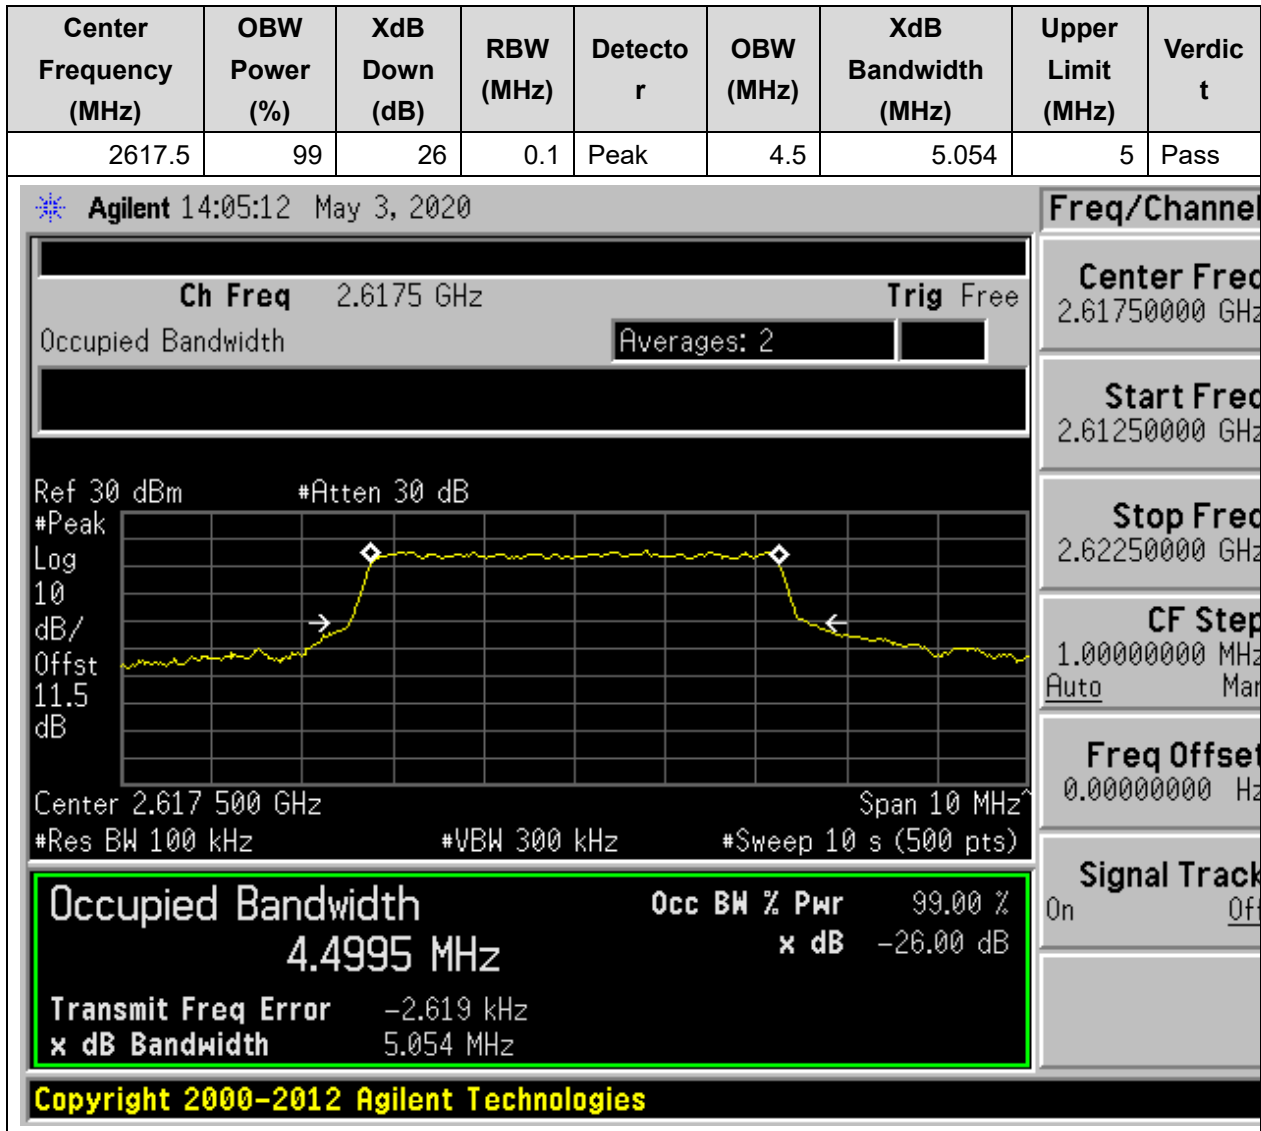 Center Frequency (MHz) OBW Power (%) XdB Down (dB) RBW (MHz) Detecto r OBW (MHz) XdB Bandwidth (MHz) Upper Limit (MHz) Verdic t
2617.5 99 26 0.1 Peak 4.5 5.054 5 Pass
Agilent 14:05:12 May 3, 2020
Ch Freq 2.6175 GHz Trig Free
Occupied Bandwidth Averages: 2
Ref 30 dBm #Atten 30 dB
#Peak
Log
10
dB/
Offst
11.5
dB
Center 2.617 500 GHz Span 10 MHz^
#Res BW 100 kHz #VBW 300 kHz #Sweep 10 s (500 pts)
Occupied Bandwidth Occ BW % Pwr 99.00 %
4.4995 MHz x dB -26.00 dB
Transmit Freq Error -2.619 kHz
x dB Bandwidth 5.054 MHz
Freq/Channel
Center Freq
2.61750000 GHz
Start Freq
2.61250000 GHz
Stop Freq
2.62250000 GHz
CF Step
1.00000000 MHz
Auto Man
Freq Offset
0.00000000 Hz
Signal Track
On Off
Copyright 2000-2012 Agilent Technologies